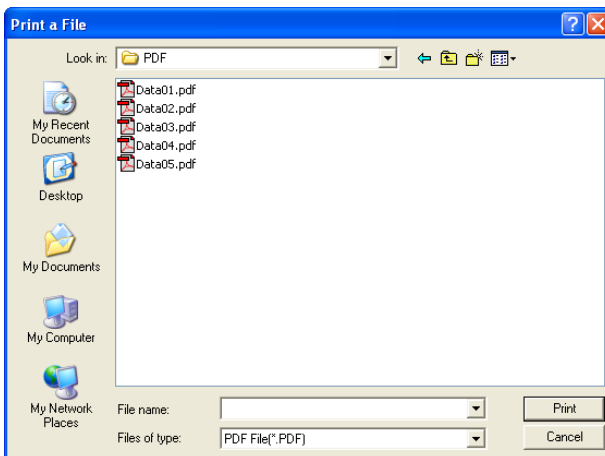 Print a File
Look in: PDF
Data01.pdf
Data02.pdf
Data03.pdf
Data04.pdf
Data05.pdf
My Recent
Documents
Desktop
My Documents
My Computer
My Network
Places
File name: Print
Files of type: PDF File(*.PDF) Cancel